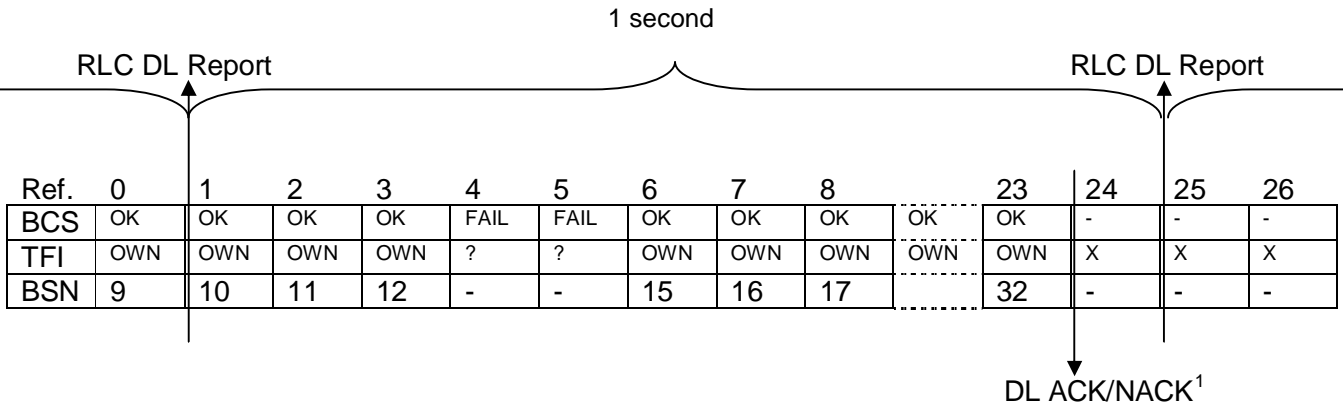 1 second
RLC DL Report RLC DL Report
Ref. 0 1 2 3 4 5 6 7 8 23 24 25 26
BCS OK OK OK OK FAIL FAIL OK OK OK OK OK - - -
TFI OWN OWN OWN OWN ? ? OWN OWN OWN OWN OWN X X X
BSN 9 10 11 12 - - 15 16 17 32 - - -
DL ACK/NACK1